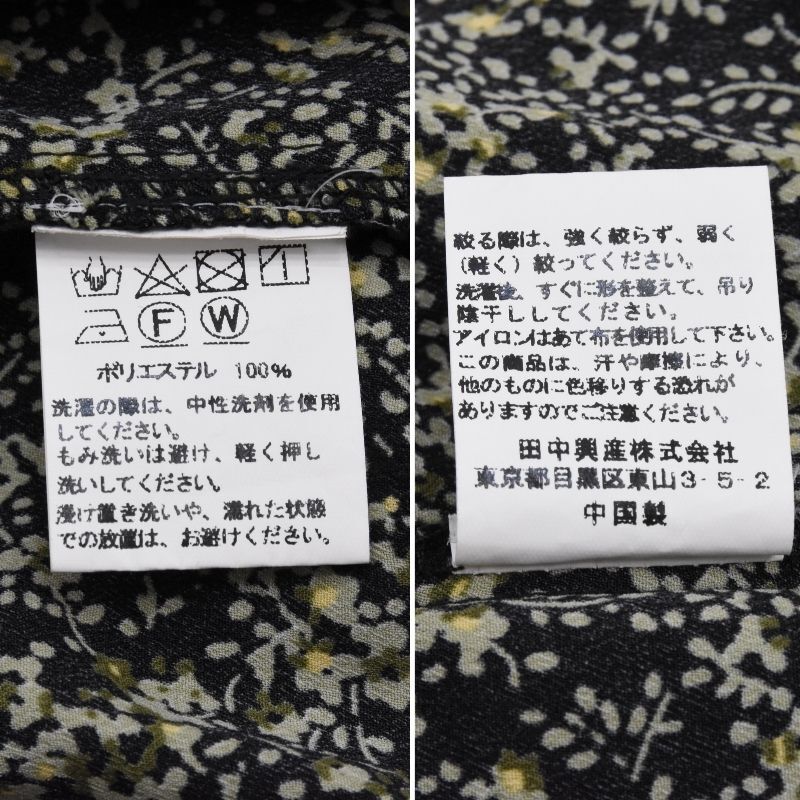 F W
ポリエステル 100%
洗濯の際は、中性洗剤を使用
してください。
もみ洗いは避け、軽く押し
洗いしてください。
浸け置き洗いや、濡れた状態
での放置は、お避けください。
絞る際は、強く絞らず、弱く
（軽く）絞ってください。
洗濯後、すぐに形を整えて、吊り
陰干ししてください。
アイロンはあて布を使用して下さい。
この商品は、汗や摩擦により、
他のものに色移りする恐れが
ありますのでご注意ください。
田中興産株式会社
東京都目黒区東山3-5-2
中国製